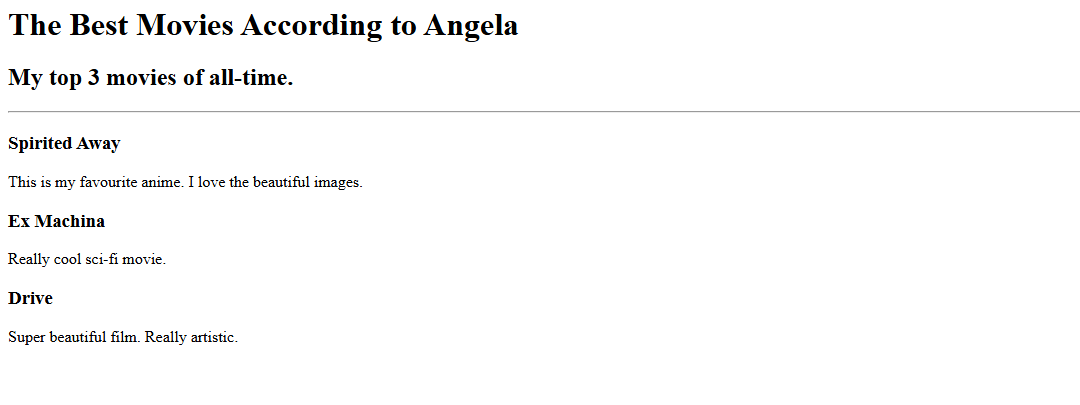 The Best Movies According to Angela
My top 3 movies of all-time.
Spirited Away
This is my favourite anime. I love the beautiful images.
Ex Machina
Really cool sci-fi movie.
Drive
Super beautiful film. Really artistic.